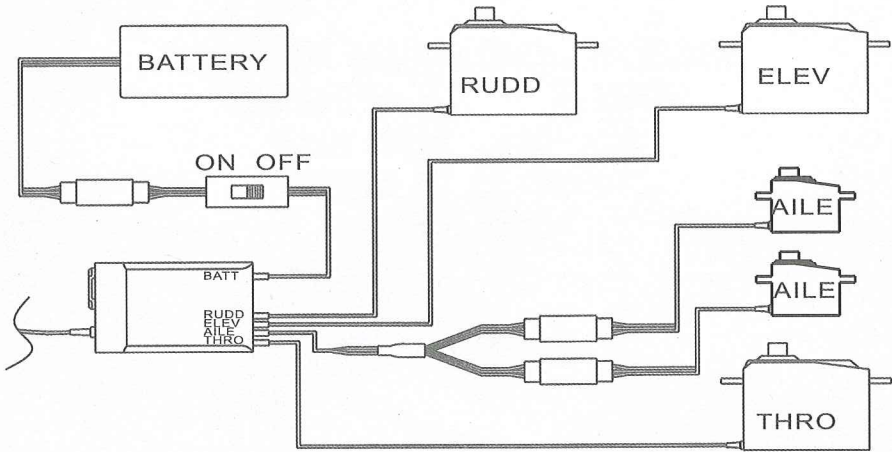 BATTERY
RUDD
ELEV
ON OFF
AILE
BATT
AILE
RUDD
ELEV
AILE
THRO
THRO